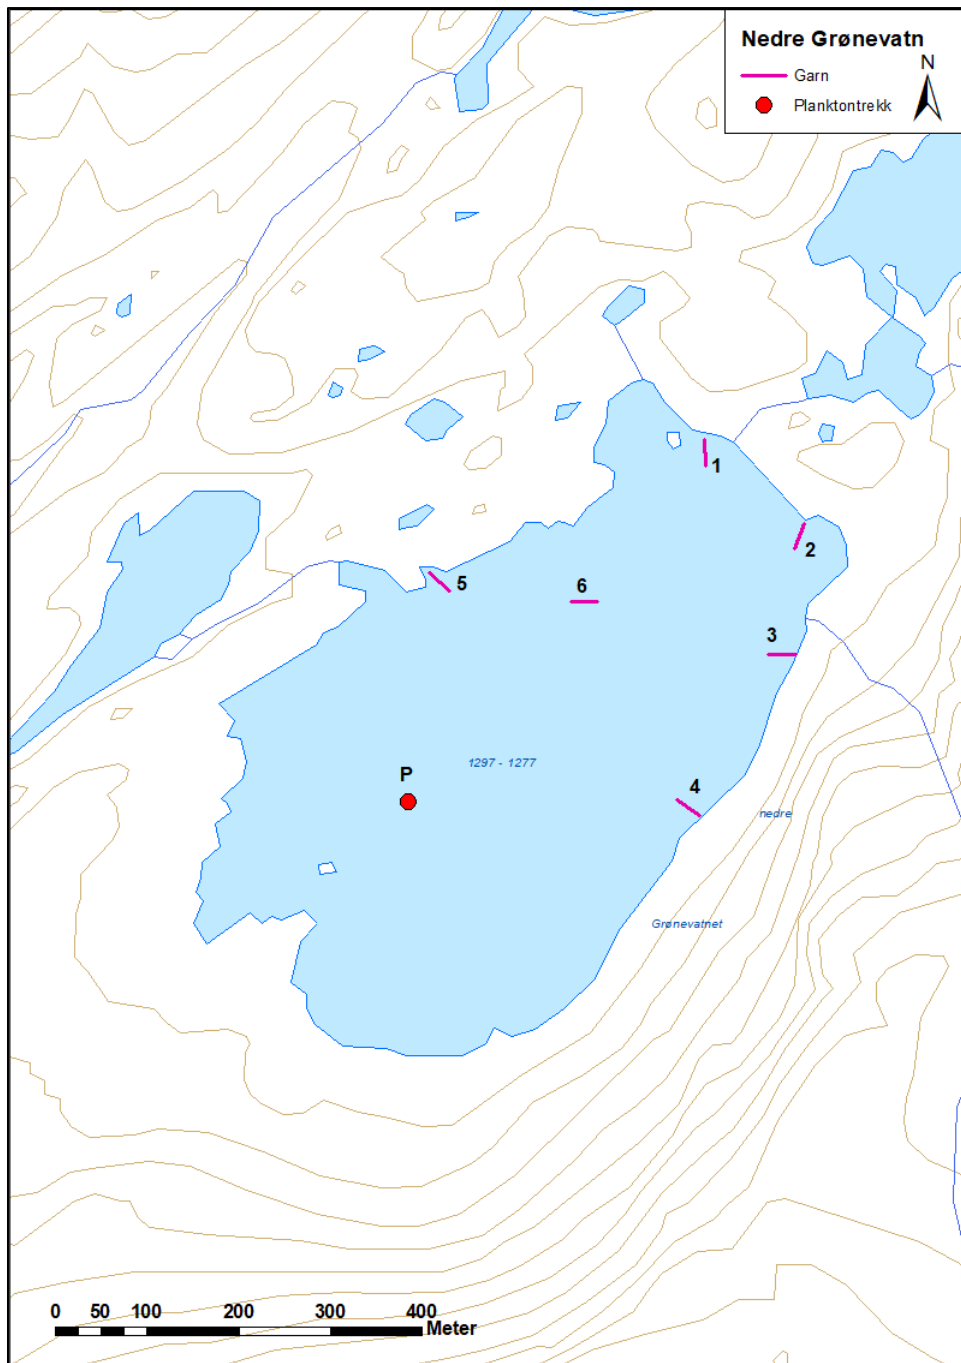 Nedre Grønevatn
N
Garn
Planktontrekk
1
2
5
6
3
1297 - 1277
P
4
nedre
Grønevatnet
0 50 100 200 300 400
Meter